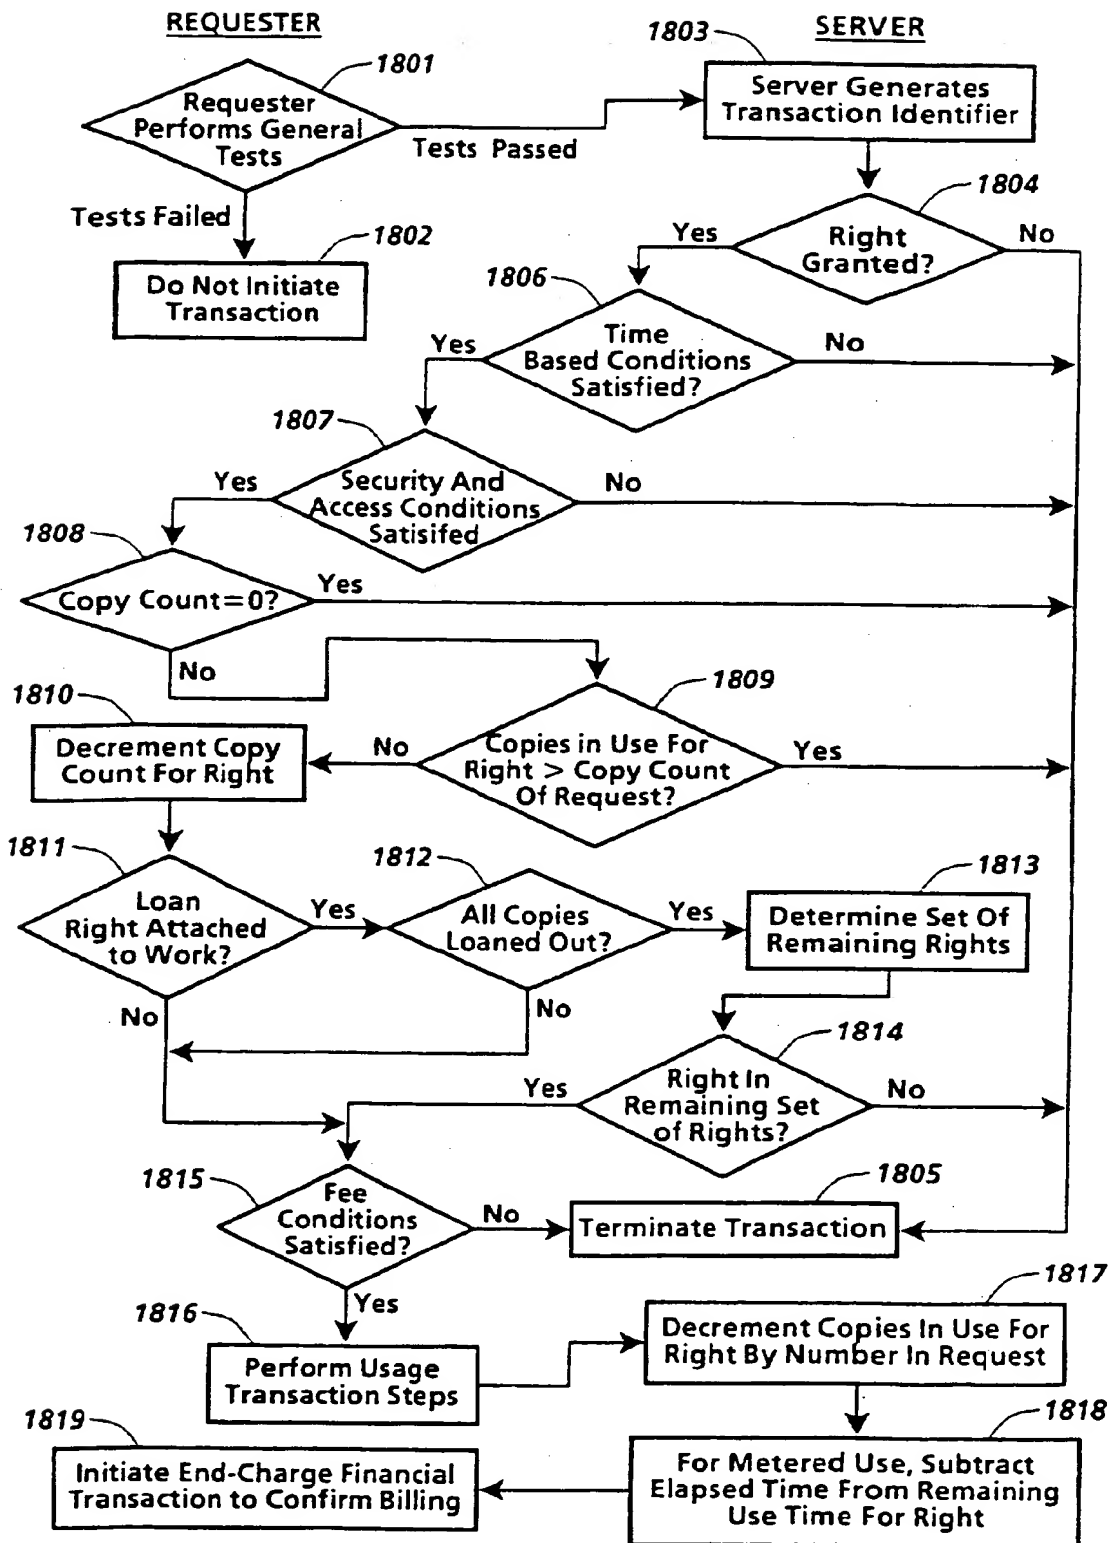 REQUESTER
SERVER
1801
1803
Requester
Performs General
Tests
Tests Passed
Server Generates
Transaction Identifier
Tests Failed
1802
Do Not Initiate
Transaction
1804
Right
Granted?
Yes
No
1806
Time
Based Conditions
Satisfied?
Yes
No
1807
Security And
Access Conditions
Satisifed
Yes
No
1808
Copy Count=0?
Yes
No
1809
Copies in Use For
Right > Copy Count
Of Request?
No
Yes
1810
Decrement Copy
Count For Right
1811
Loan
Right Attached
to Work?
Yes
No
1812
All Copies
Loaned Out?
Yes
No
1813
Determine Set Of
Remaining Rights
1814
Right In
Remaining Set
of Rights?
Yes
No
1815
Fee
Conditions
Satisfied?
No
Yes
1805
Terminate Transaction
1816
Perform Usage
Transaction Steps
1817
Decrement Copies In Use For
Right By Number In Request
1818
For Metered Use, Subtract
Elapsed Time From Remaining
Use Time For Right
1819
Initiate End-Charge Financial
Transaction to Confirm Billing